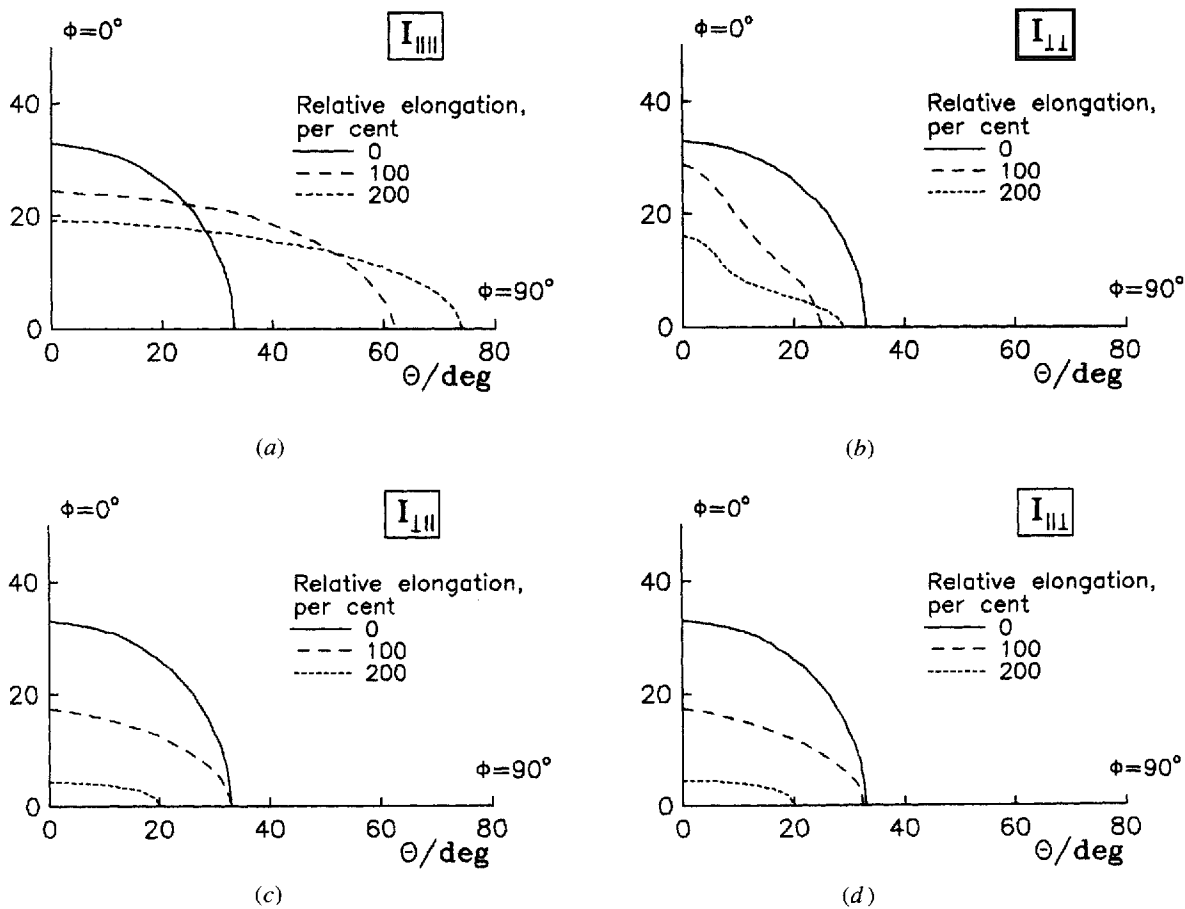 ϕ=0°
I∥∥
Relative elongation,
per cent
0
100
200
40
20
0
ϕ=90°
0 20 40 60 80
Θ/deg
(a)
ϕ=0°
I⊥⊥
Relative elongation,
per cent
0
100
200
40
20
0
ϕ=90°
0 20 40 60 80
Θ/deg
(b)
ϕ=0°
I⊥∥
Relative elongation,
per cent
0
100
200
40
20
0
ϕ=90°
0 20 40 60 80
Θ/deg
(c)
ϕ=0°
I∥⊥
Relative elongation,
per cent
0
100
200
40
20
0
ϕ=90°
0 20 40 60 80
Θ/deg
(d)